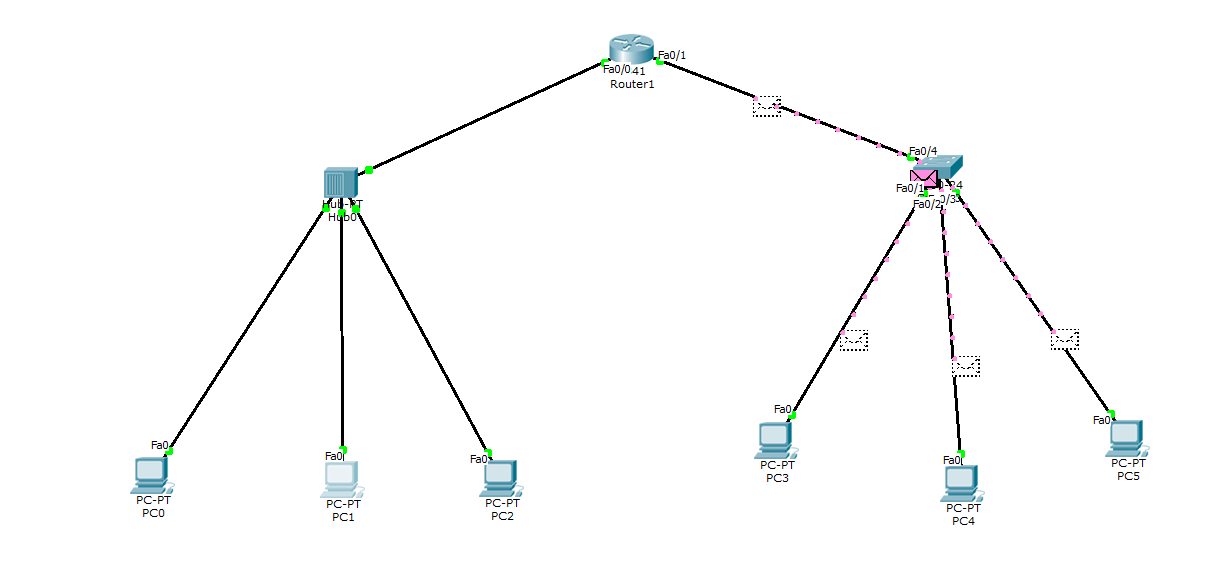 Fa0/1
Fa0/0
41
Router1
Fa0/4
Fa0/1
24
Fa0/2
0/3
Hub-PT
Hub0
Fa0
Fa0
Fa0
Fa0
Fa0
Fa0
PC-PT
PC0
PC-PT
PC1
PC-PT
PC2
PC-PT
PC3
PC-PT
PC4
PC-PT
PC5